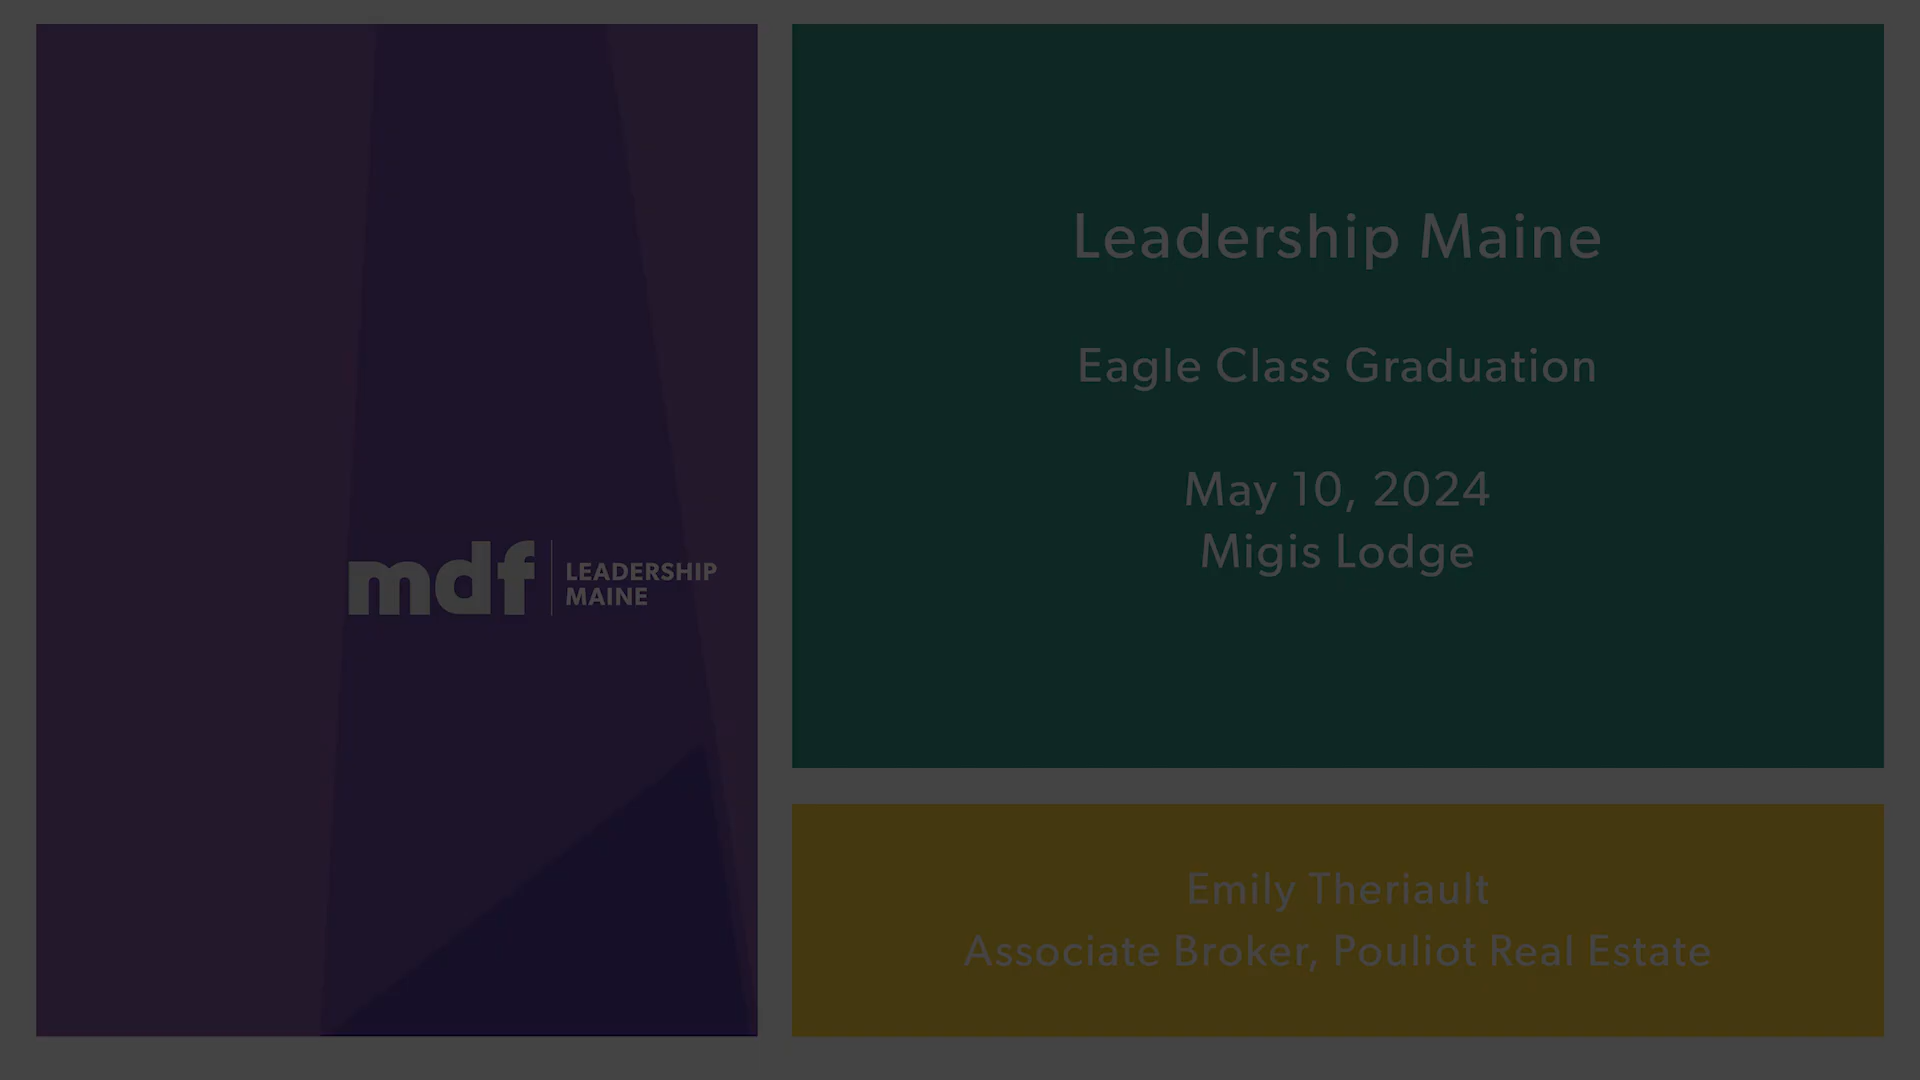 mdf
LEADERSHIP
MAINE
Leadership Maine
Eagle Class Graduation
May 10, 2024
Migis Lodge
Emily Theriault
Associate Broker, Pouliot Real Estate